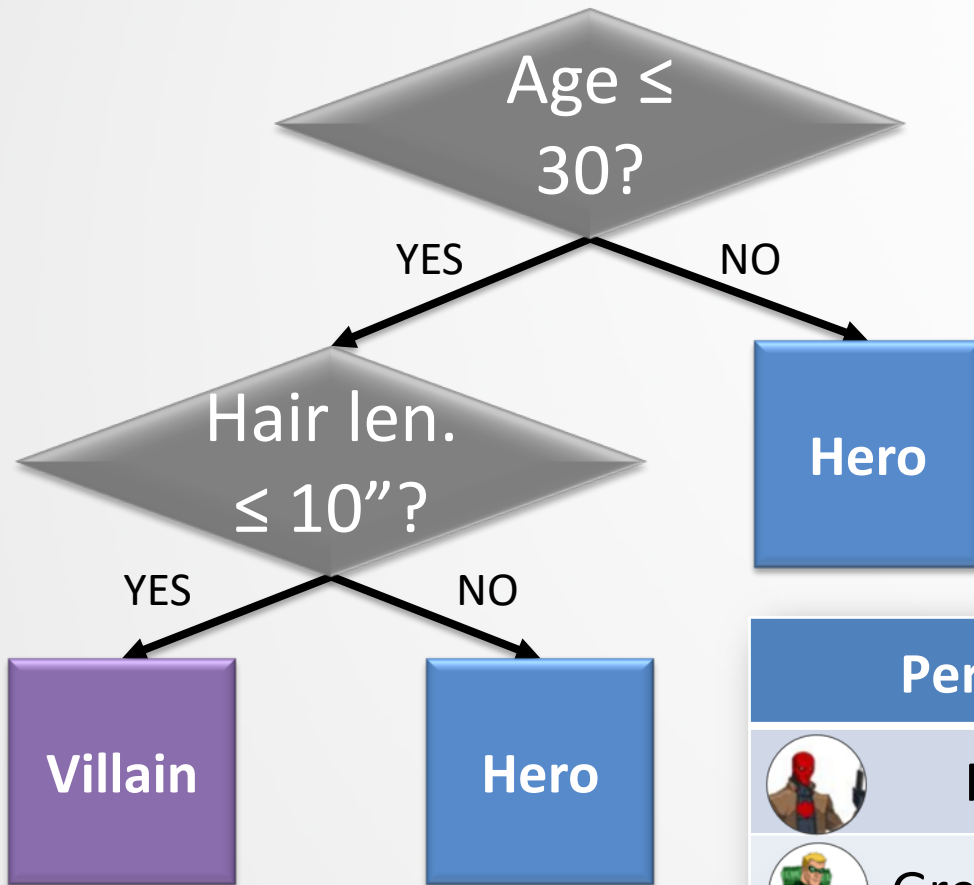 Age ≤
30?
YES
NO
Hair len.
≤ 10”?
Hero
YES
NO
Villain
Hero